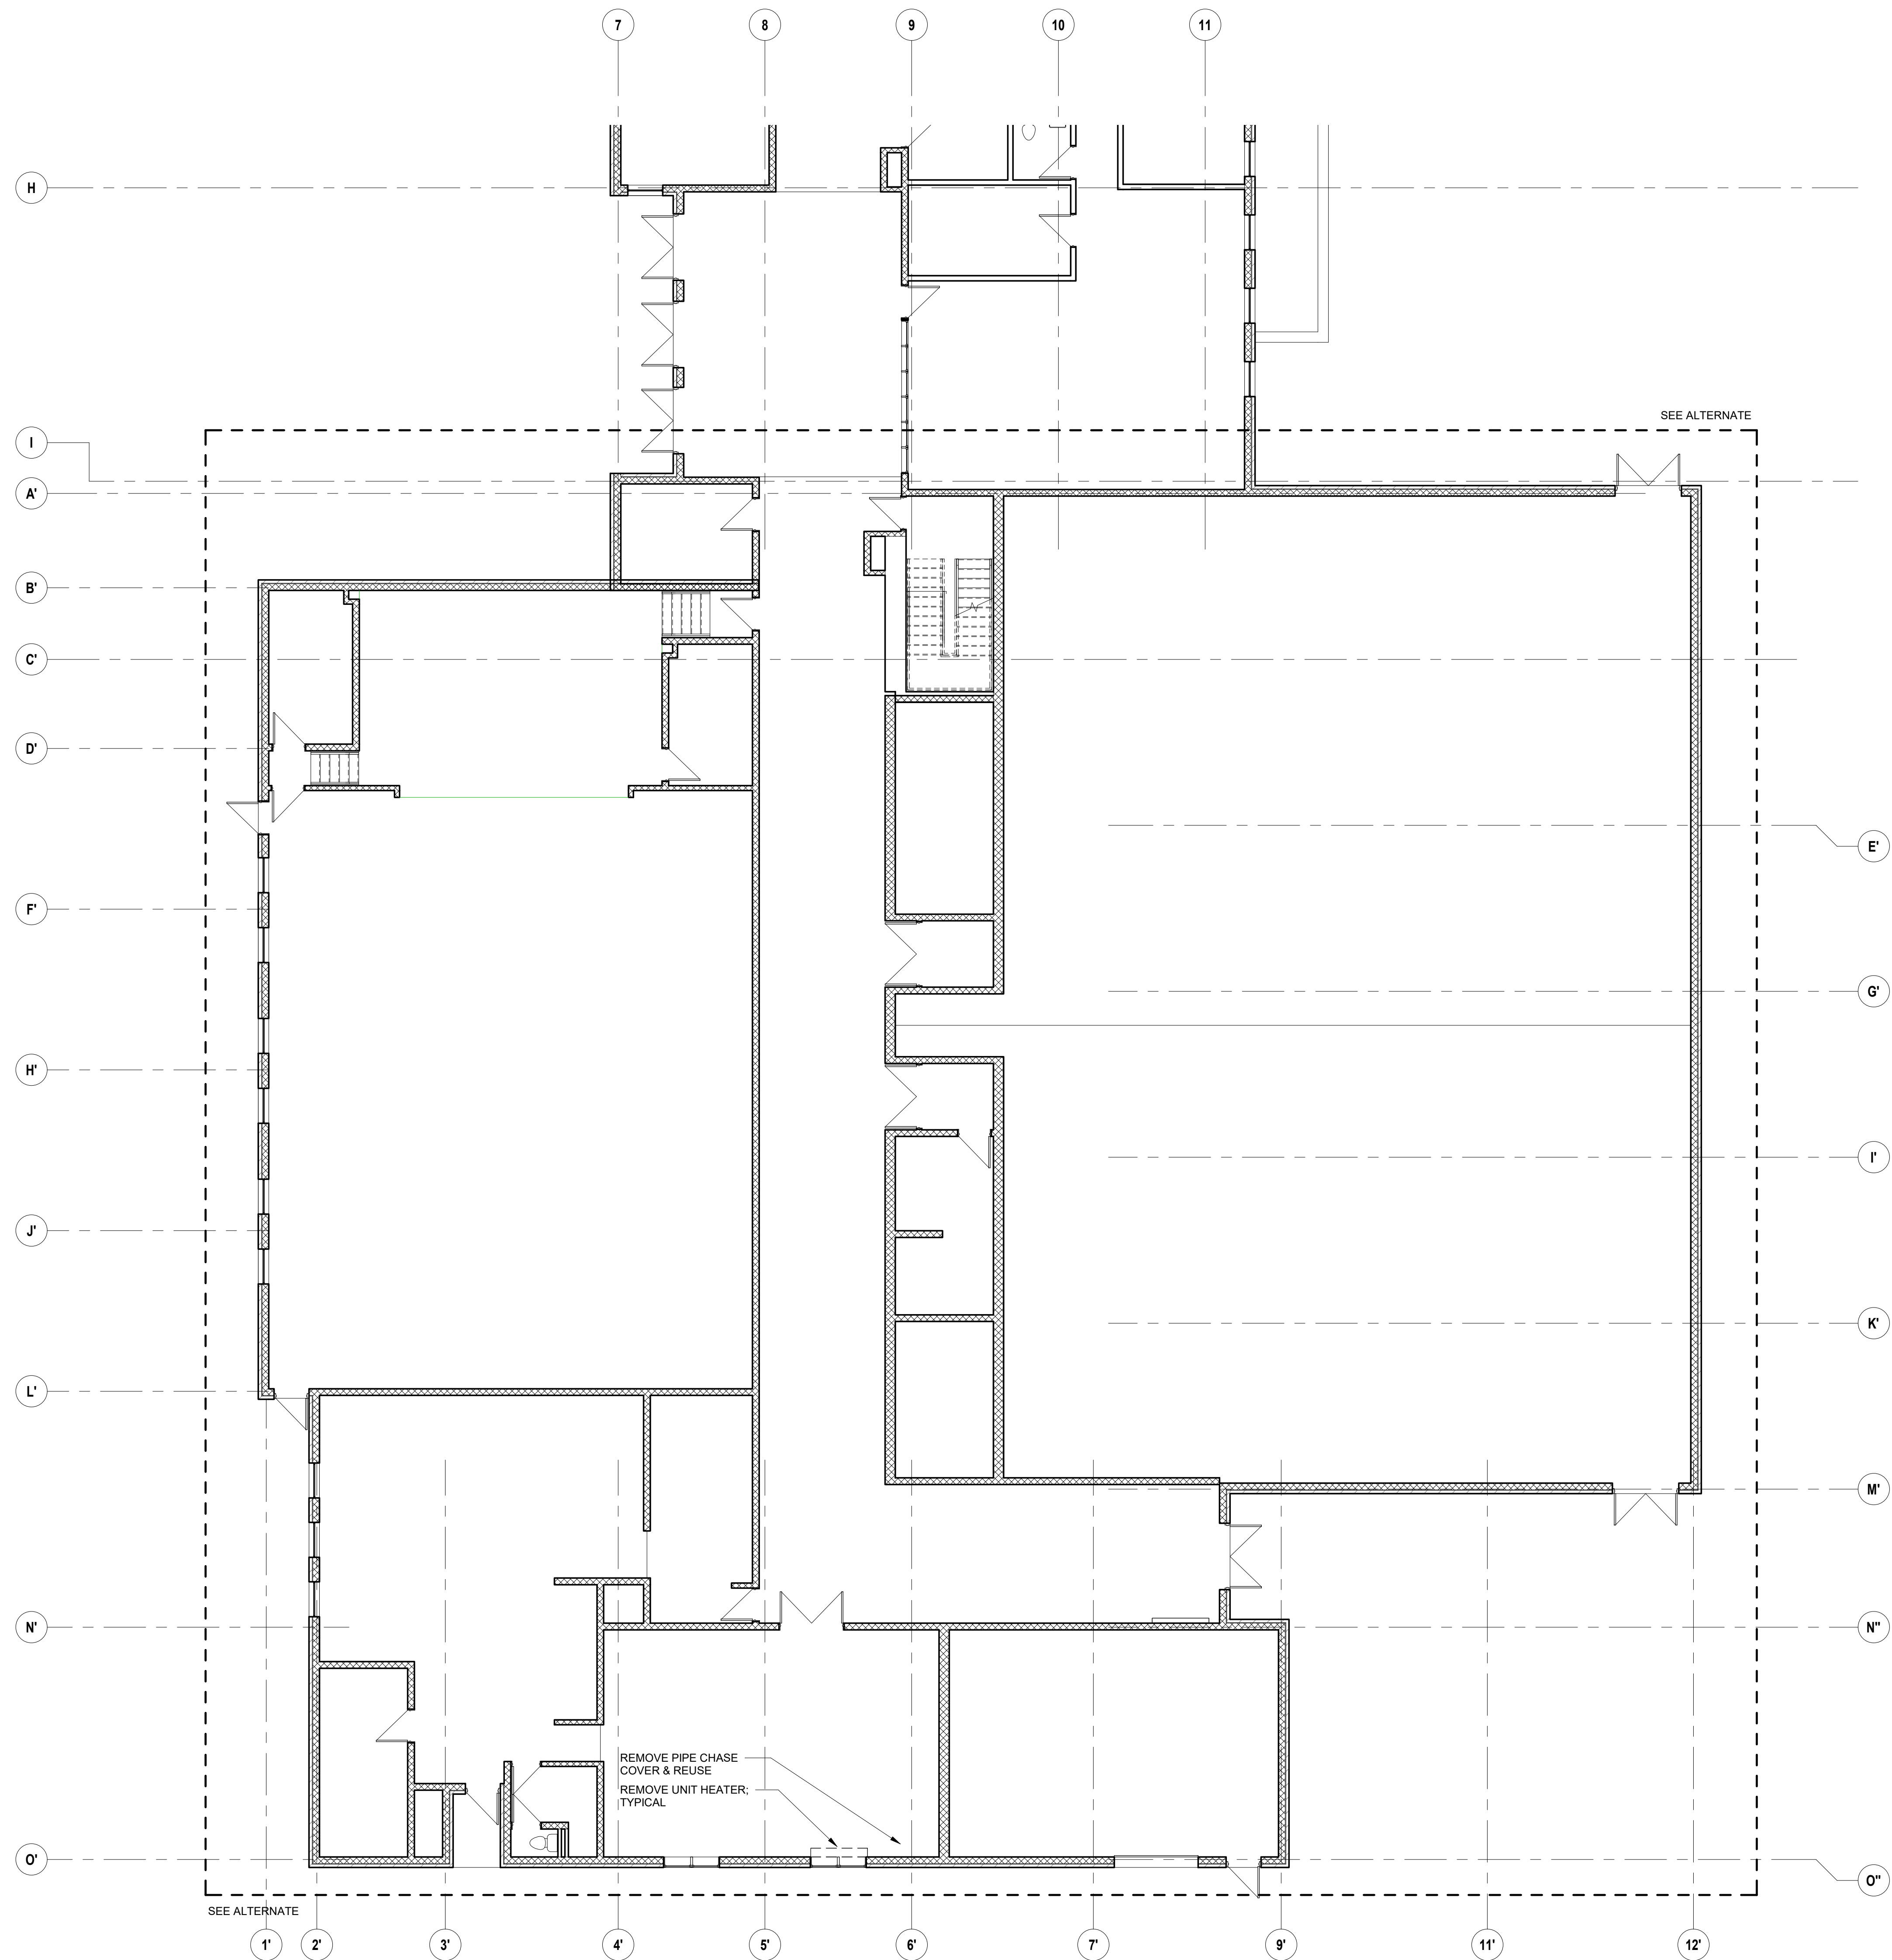 7
8
9
10
11
H
SEE ALTERNATE
I
A'
B'
C'
D'
E'
F'
G'
H'
I'
J'
K'
L'
M'
N'
N"
REMOVE PIPE CHASE
COVER & REUSE
REMOVE UNIT HEATER;
TYPICAL
O'
O"
SEE ALTERNATE
1'
2'
3'
4'
5'
6'
7'
9'
11'
12'